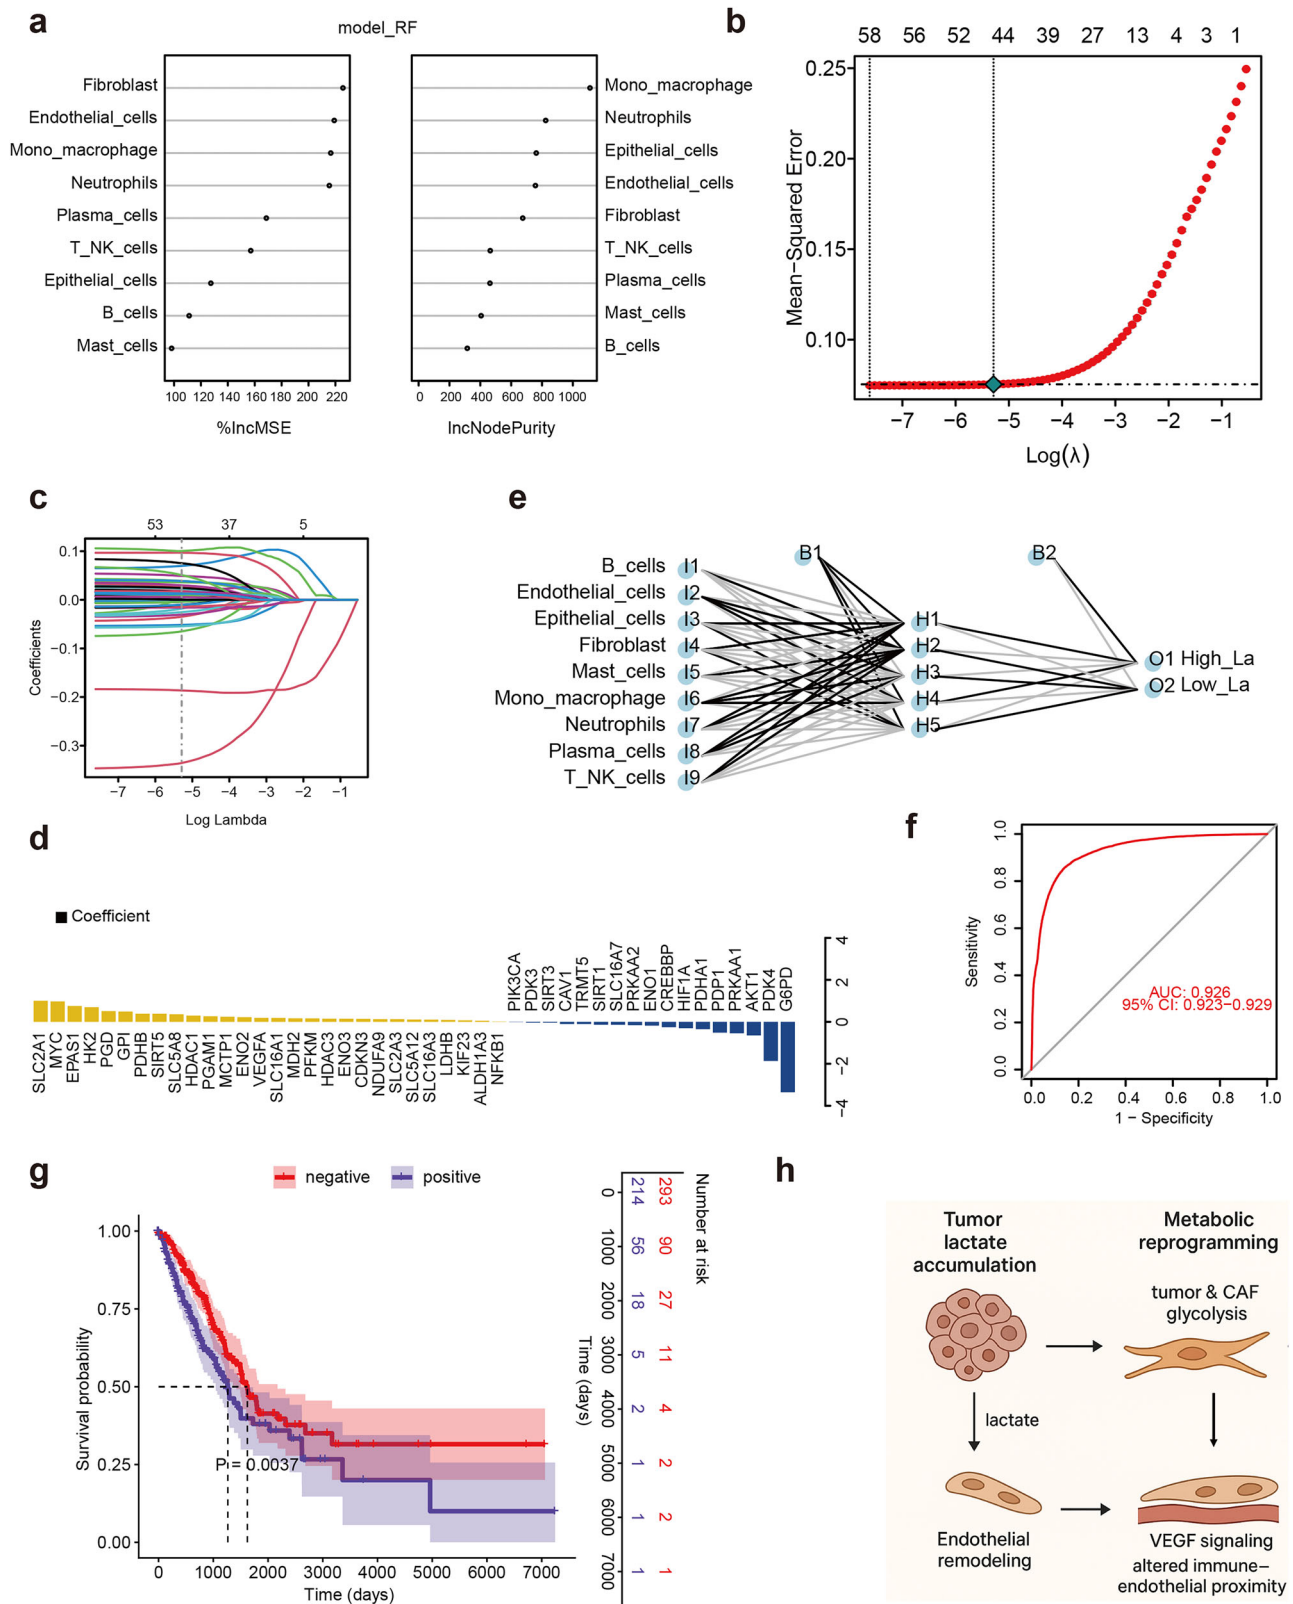 a
model_RF
Fibroblast
Endothelial_cells
Mono_macrophage
Neutrophils
Plasma_cells
T_NK_cells
Epithelial_cells
B_cells
Mast_cells
100 120 140 160 180 200 220
%IncMSE
Mono_macrophage
Neutrophils
Epithelial_cells
Endothelial_cells
Fibroblast
T_NK_cells
Plasma_cells
Mast_cells
B_cells
0 200 400 600 800 1000
IncNodePurity
b
58 56 52 44 39 27 13 4 3 1
Mean−Squared Error
0.25
0.20
0.15
0.10
−7 −6 −5 −4 −3 −2 −1
Log(λ)
c
53 37 5
Coefficients
0.1
0.0
−0.1
−0.2
−0.3
−7 −6 −5 −4 −3 −2 −1
Log Lambda
e
B_cells I1
Endothelial_cells I2
Epithelial_cells I3
Fibroblast I4
Mast_cells I5
Mono_macrophage I6
Neutrophils I7
Plasma_cells I8
T_NK_cells I9
B1
H1
H2
H3
H4
H5
B2
O1 High_La
O2 Low_La
d
Coefficient
SLC2A1
MYC
EPAS1
HK2
PGD
GPI
PDHB
SIRT5
SLC5A8
HDAC1
PGAM1
MCTP1
ENO2
VEGFA
SLC16A1
MDH2
PFKM
HDAC3
ENO3
CDKN3
NDUFA9
SLC2A3
SLC5A12
SLC16A3
LDHB
KIF23
ALDH1A3
NFKB1
PIK3CA
PDK3
SIRT3
CAV1
TRMT5
SIRT1
SLC16A7
PRKAA2
ENO1
CREBBP
HIF1A
PDHA1
PDP1
PRKAA1
AKT1
PDK4
G6PD
4
2
0
−2
−4
f
Sensitivity
1.0
0.8
0.6
0.4
0.2
0.0
AUC: 0.926
95% CI: 0.923−0.929
0.0 0.2 0.4 0.6 0.8 1.0
1 − Specificity
g
negative positive
Survival probability
1.00
0.75
0.50
0.25
0.00
P = 0.0037
0 1000 2000 3000 4000 5000 6000 7000
Time (days)
Number at risk
293 90 27 11 4 2 2 1
214 56 18 5 2 1 1 1
0 1000 2000 3000 4000 5000 6000 7000
Time (days)
h
Tumor
lactate
accumulation
Metabolic
reprogramming
tumor & CAF
glycolysis
lactate
Endothelial
remodeling
VEGF signaling
altered immune–
endothelial proximity